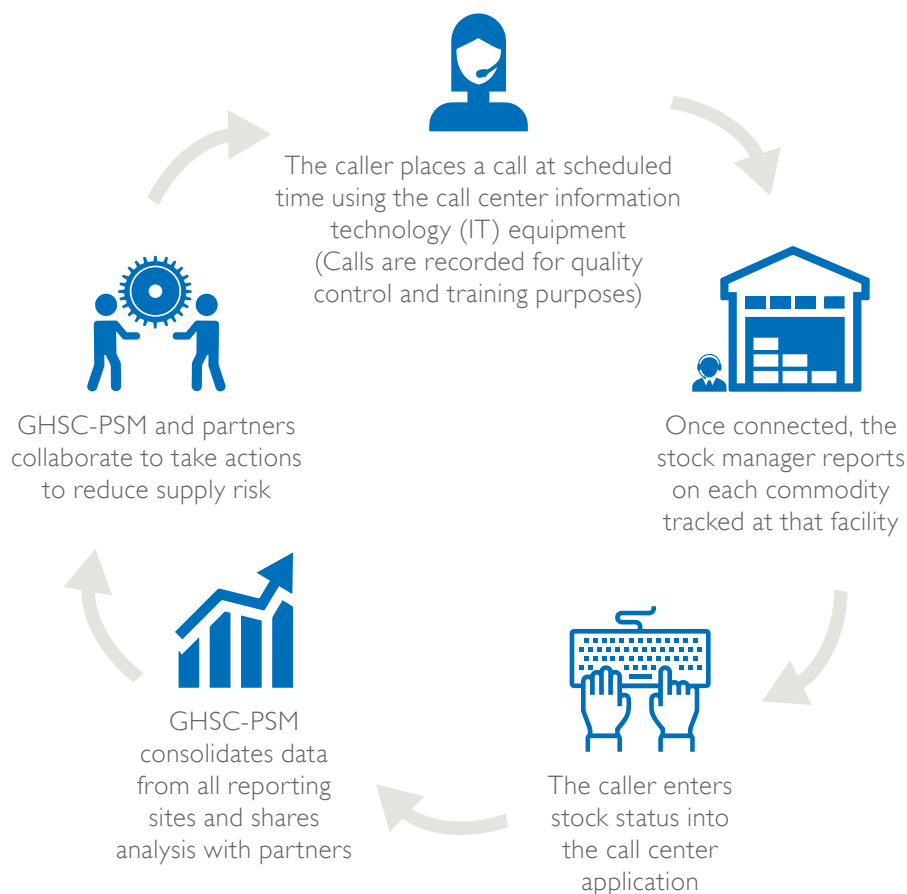 The caller places a call at scheduled
time using the call center information
technology (IT) equipment
(Calls are recorded for quality
control and training purposes)
Once connected, the
stock manager reports
on each commodity
tracked at that facility
The caller enters
stock status into
the call center
application
GHSC-PSM
consolidates data
from all reporting
sites and shares
analysis with partners
GHSC-PSM and partners
collaborate to take actions
to reduce supply risk